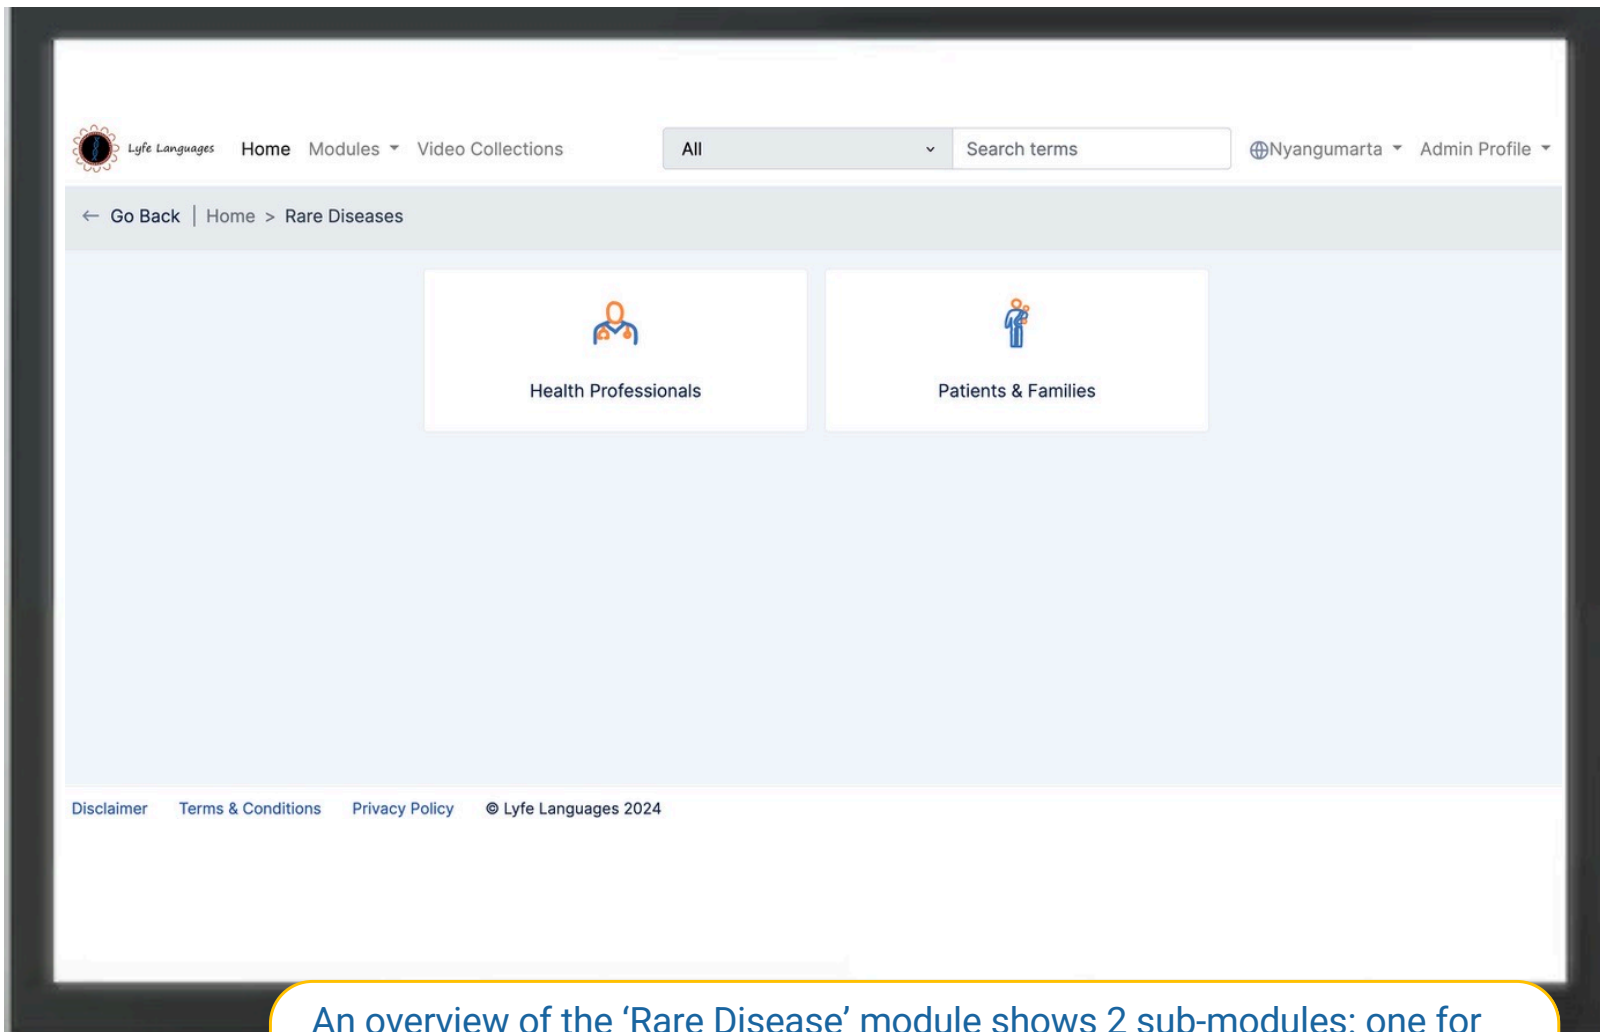 Lyfe Languages Home Modules Video Collections All Search terms Nyangumarta Admin Profile
← Go Back | Home > Rare Diseases
Health Professionals Patients & Families
Disclaimer Terms & Conditions Privacy Policy © Lyfe Languages 2024
An overview of the ‘Rare Disease’ module shows 2 sub-modules: one for